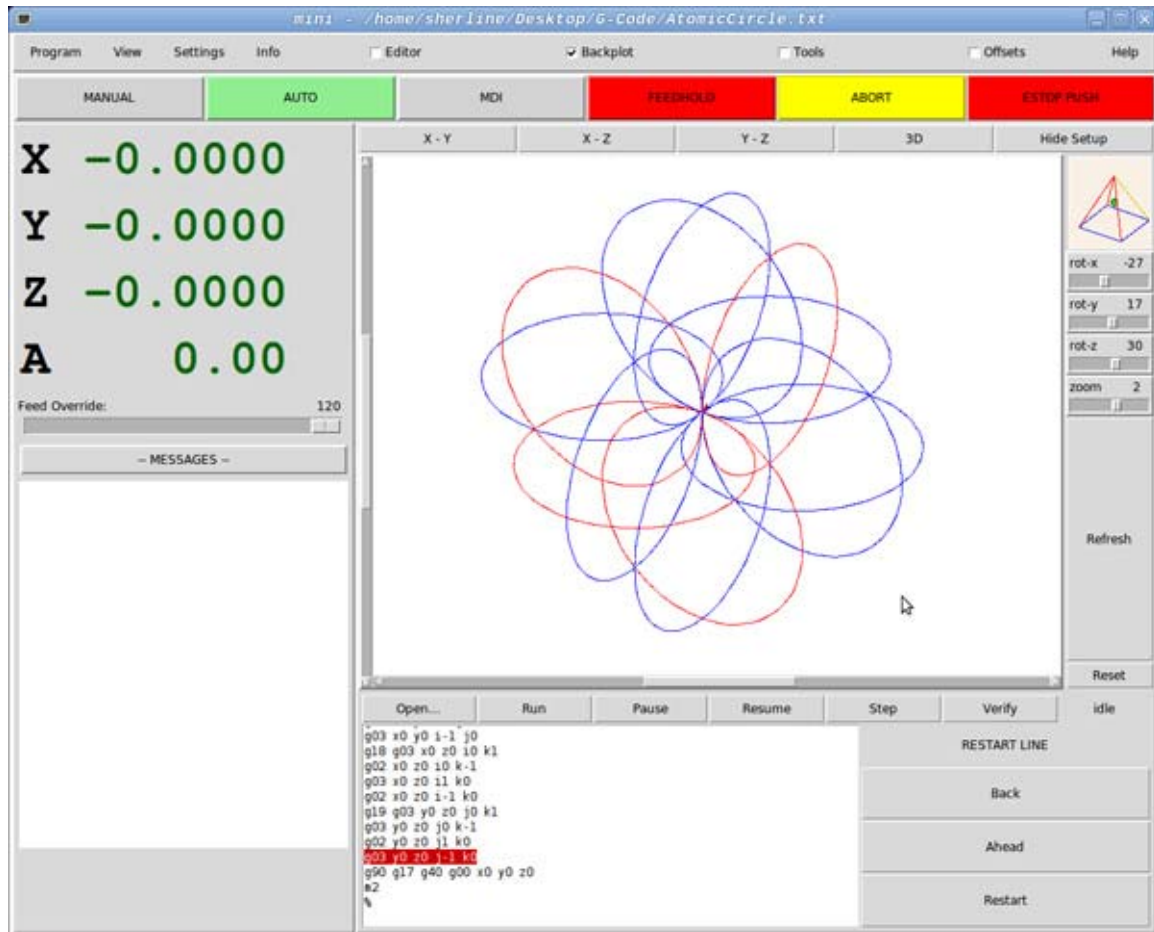 mini - /home/sherline/Desktop/G-Code/AtomicCircle.txt
Program View Settings Info Editor Backplot Tools Offsets Help
MANUAL AUTO MDI FEEDHOLD ABORT ESTOP PUSH
X - Y X - Z Y - Z 3D Hide Setup
X -0.0000
Y -0.0000
Z -0.0000
A 0.00
Feed Override: 120
-- MESSAGES --
rot-x -27
rot-y 17
rot-z 30
zoom 2
Refresh
Reset
Open... Run Pause Resume Step Verify idle
g03 x0 y0 i-1 j0
g18 g03 x0 z0 i0 k1
g02 x0 z0 i0 k-1
g03 x0 z0 i1 k0
g02 x0 z0 i-1 k0
g19 g03 y0 z0 j0 k1
g03 y0 z0 j0 k-1
g02 y0 z0 j1 k0
g03 y0 z0 j-1 k0
g90 g17 g40 g00 x0 y0 z0
m2
%
RESTART LINE
Back
Ahead
Restart